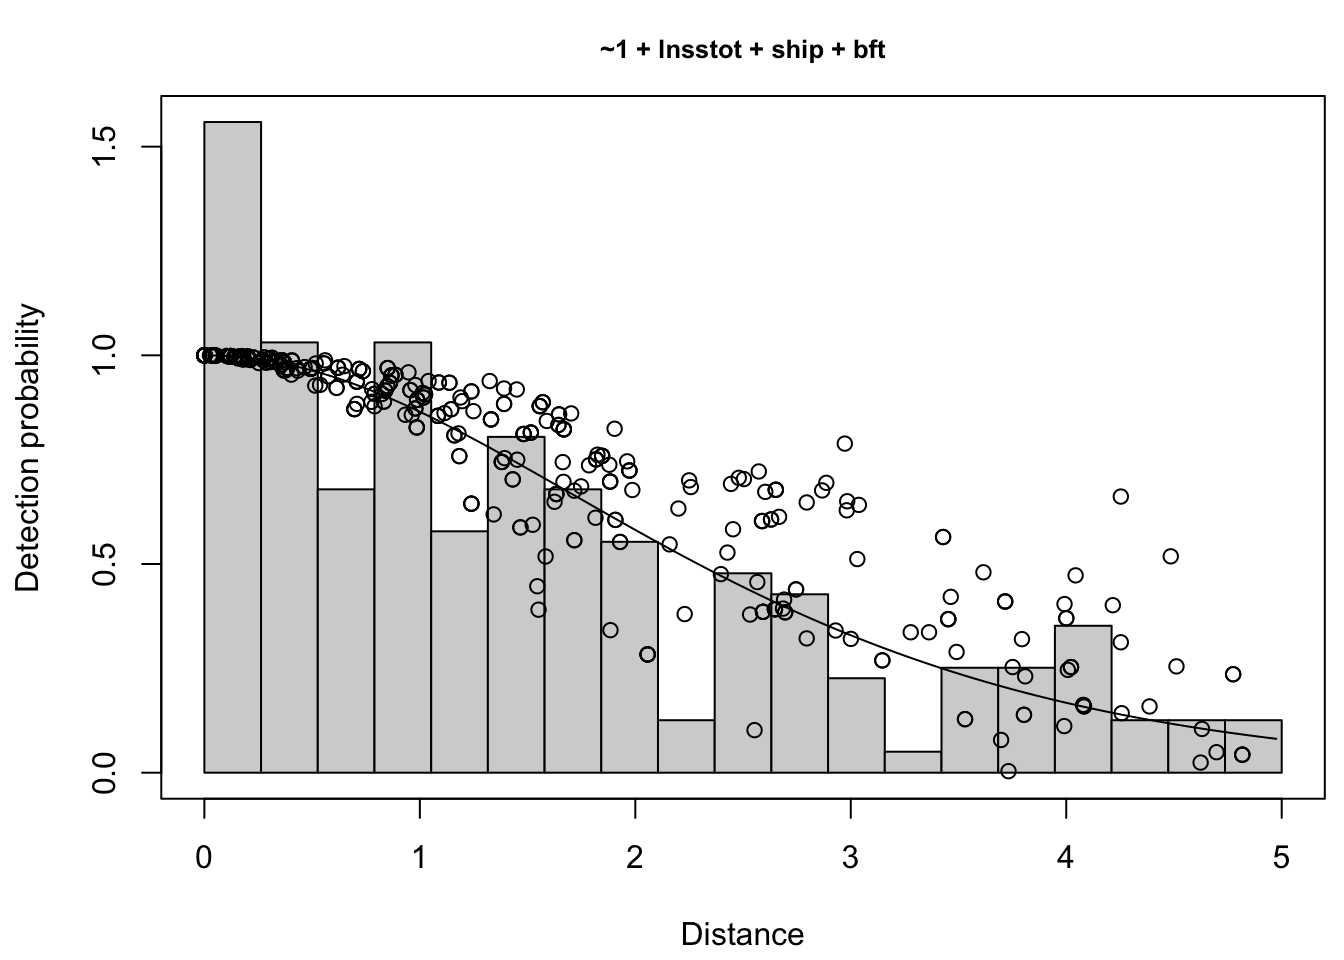 ~1 + lnsstot + ship + bft
Detection probability
1.5
1.0
0.5
0.0
0 1 2 3 4 5
Distance